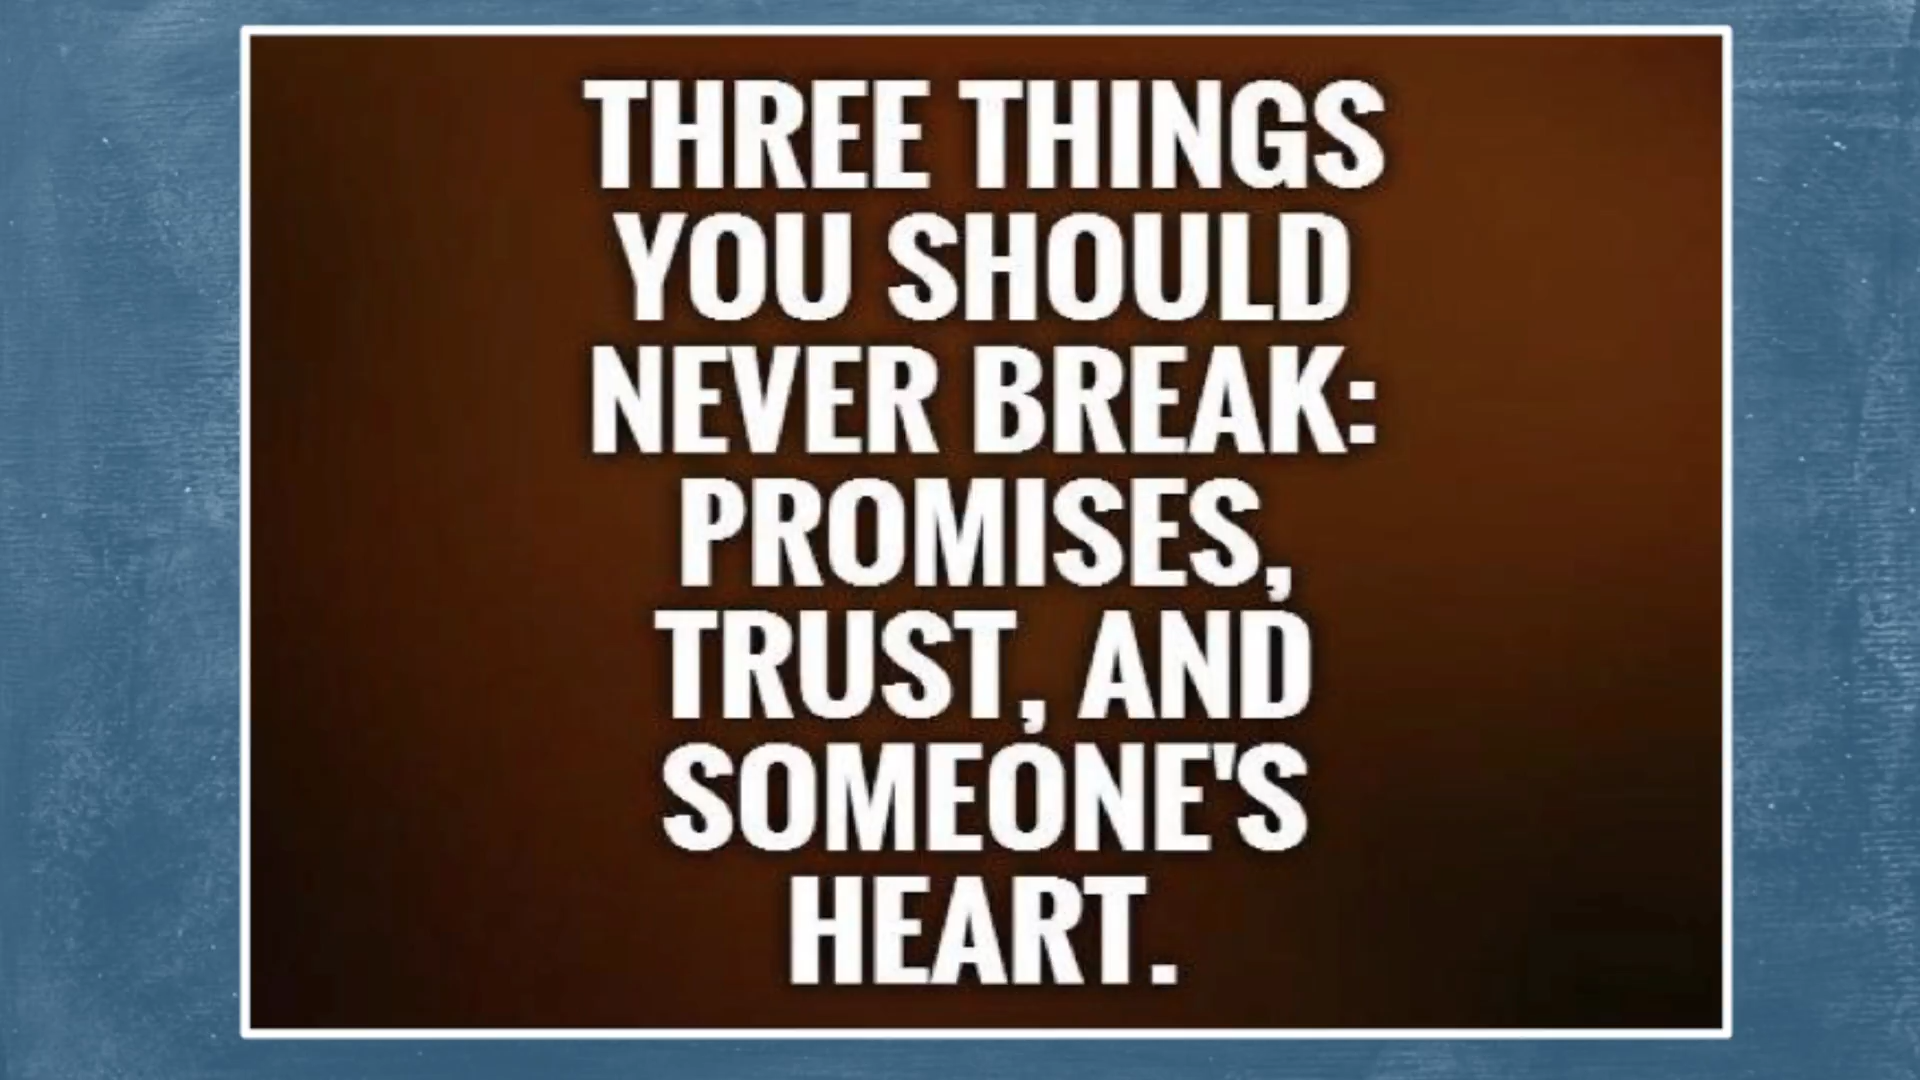 THREE THINGS
YOU SHOULD
NEVER BREAK:
PROMISES,
TRUST, AND
SOMEONE'S
HEART.